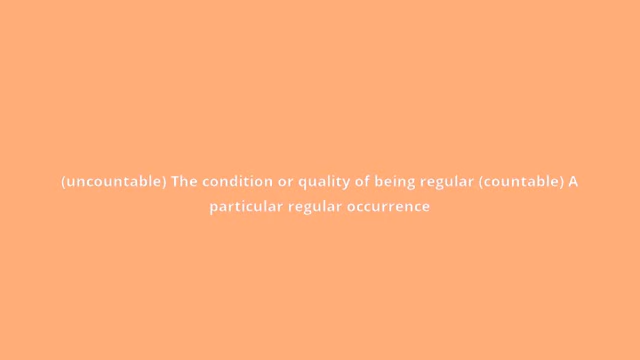 (uncountable) The condition or quality of being regular (countable) A
particular regular occurrence